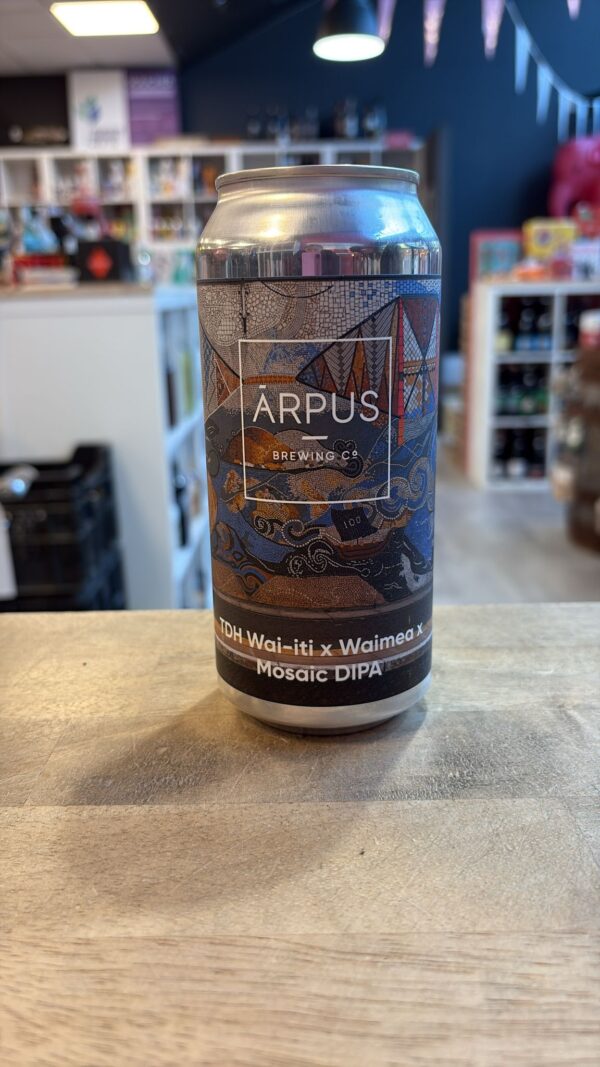 ĀRPUS
BREWING Cº
100
TDH Wai-iti x Waimea x
Mosaic DIPA